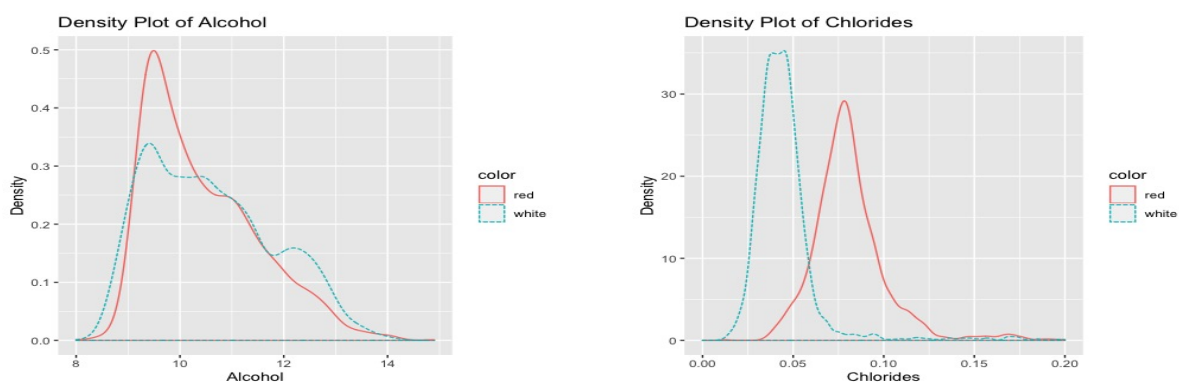 Density Plot of Alcohol
0.5
0.4
0.3
0.2
0.1
0.0
Density
8 10 12 14
Alcohol
color
red
white
Density Plot of Chlorides
30
20
10
0
Density
0.00 0.05 0.10 0.15 0.20
Chlorides
color
red
white